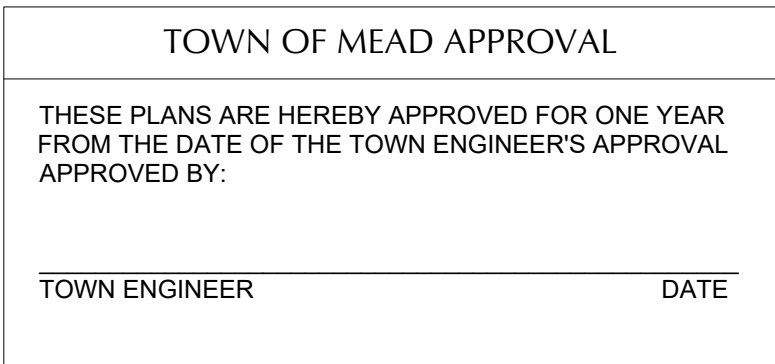 TOWN OF MEAD APPROVAL
THESE PLANS ARE HEREBY APPROVED FOR ONE YEAR
FROM THE DATE OF THE TOWN ENGINEER'S APPROVAL
APPROVED BY:
TOWN ENGINEER DATE